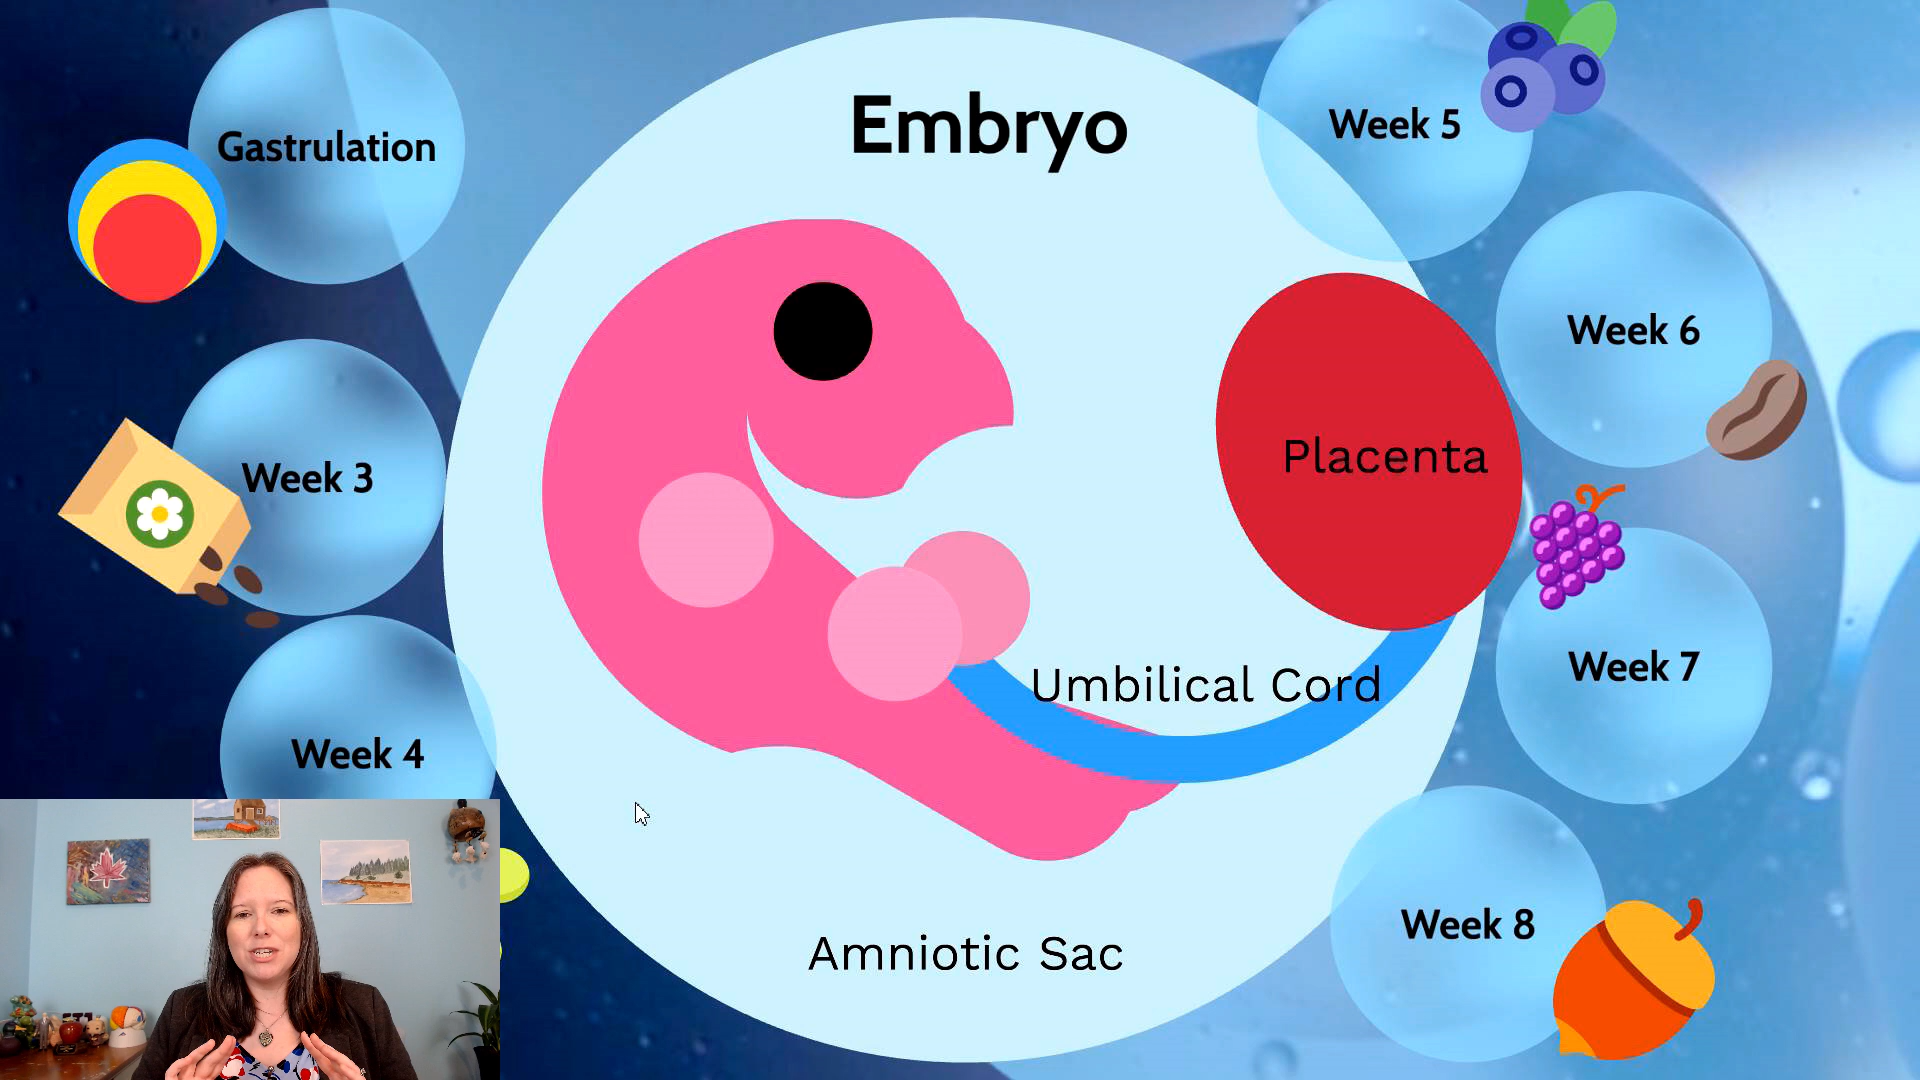 Embryo
Gastrulation
Week 3
Week 4
Placenta
Umbilical Cord
Amniotic Sac
Week 5
Week 6
Week 7
Week 8